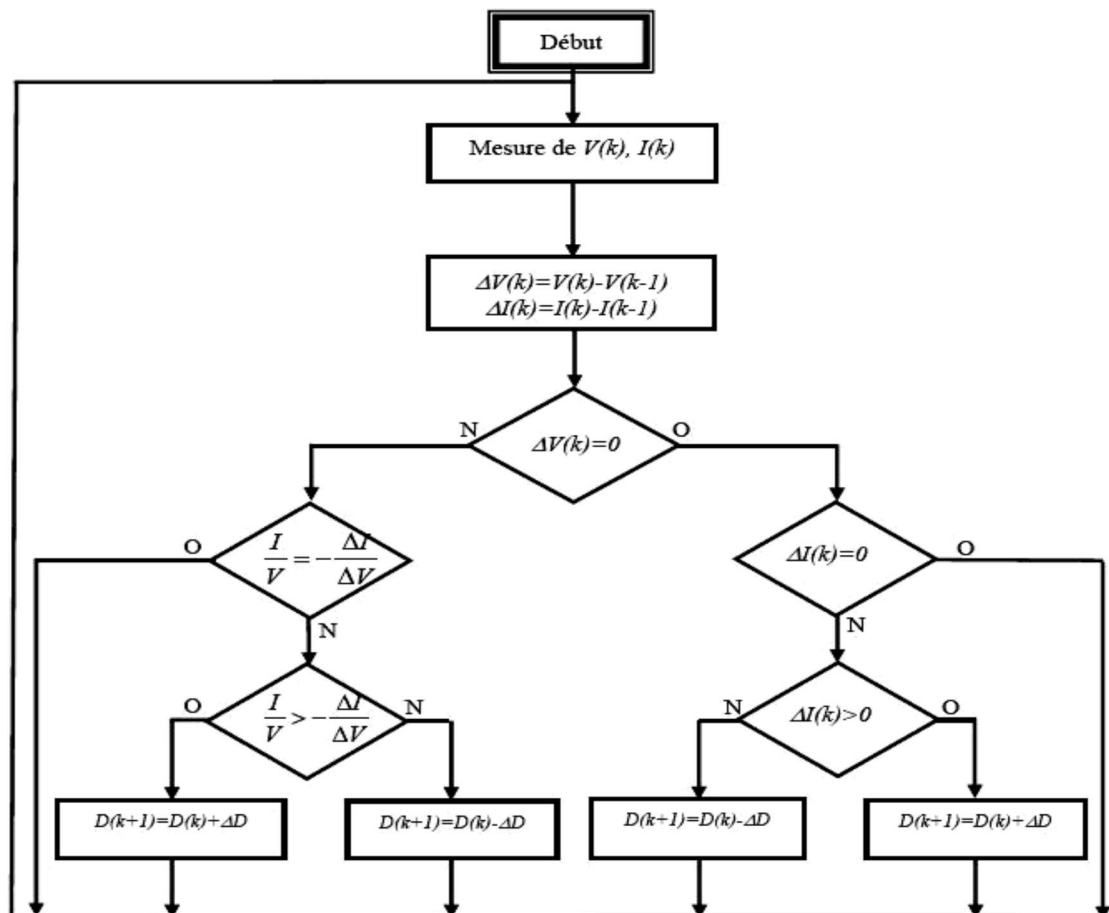 Début
Mesure de V(k), I(k)
ΔV(k)=V(k)-V(k-1)
ΔI(k)=I(k)-I(k-1)
N
ΔV(k)=0
O
O
I/V = -ΔI/ΔV
N
ΔI(k)=0
O
N
O
I/V > -ΔI/ΔV
N
N
ΔI(k)>0
O
D(k+1)=D(k)+ΔD
D(k+1)=D(k)-ΔD
D(k+1)=D(k)-ΔD
D(k+1)=D(k)+ΔD